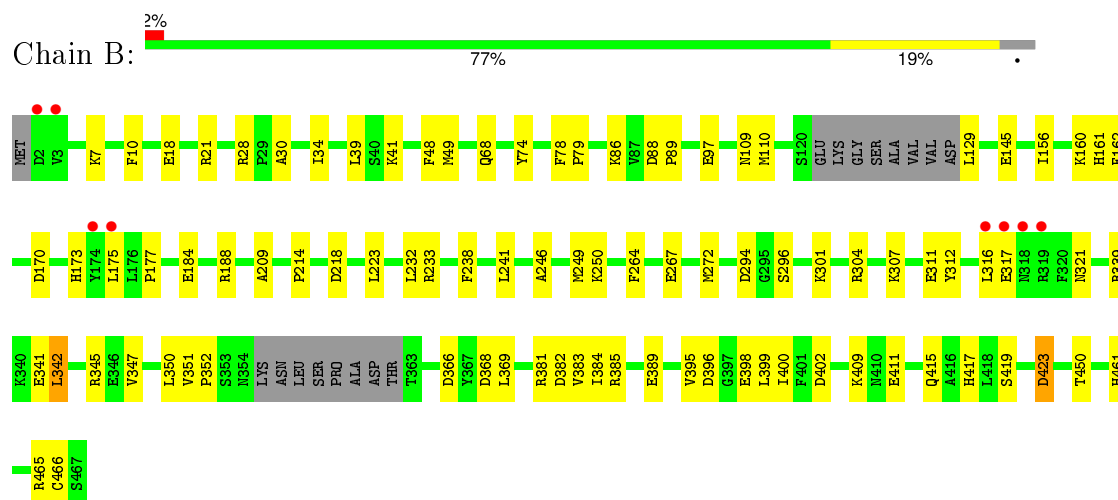 2%
Chain B:
77% 19% •
MET D2 V3 K7 F10 E18 R21 R28 P29 A30 I34 L39 S40 K41 F48 M49 Q68 Y74 F78 P79 K86 V87 D88 P89 E97 N109 M110 S120 GLU LYS GLY SER ALA VAL VAL ASP L129 E145 I156 K160 H161
D170 H173 Y174 L175 L176 P177 E184 R188 A209 P214 D218 L223 L232 R233 F238 L241 A246 M249 K250 F264 E267 M272 D294 G295 S296 K301 R304 K307 E311 Y312 L316 E317 N318 R319 F320 N321
K340 E341 L342 R345 E346 V347 L350 V351 P352 S353 N354 LYS ASN LEU SER PRO ALA ASP THR T363 D366 Y367 D368 L369 R381 D382 V383 I384 R385 E389 V395 D396 G397 E398 L399 I400 F401 D402 K409 N410 E411 Q415 A416 H417 L418 S419 D423 T450 H461
R465 C466 S467